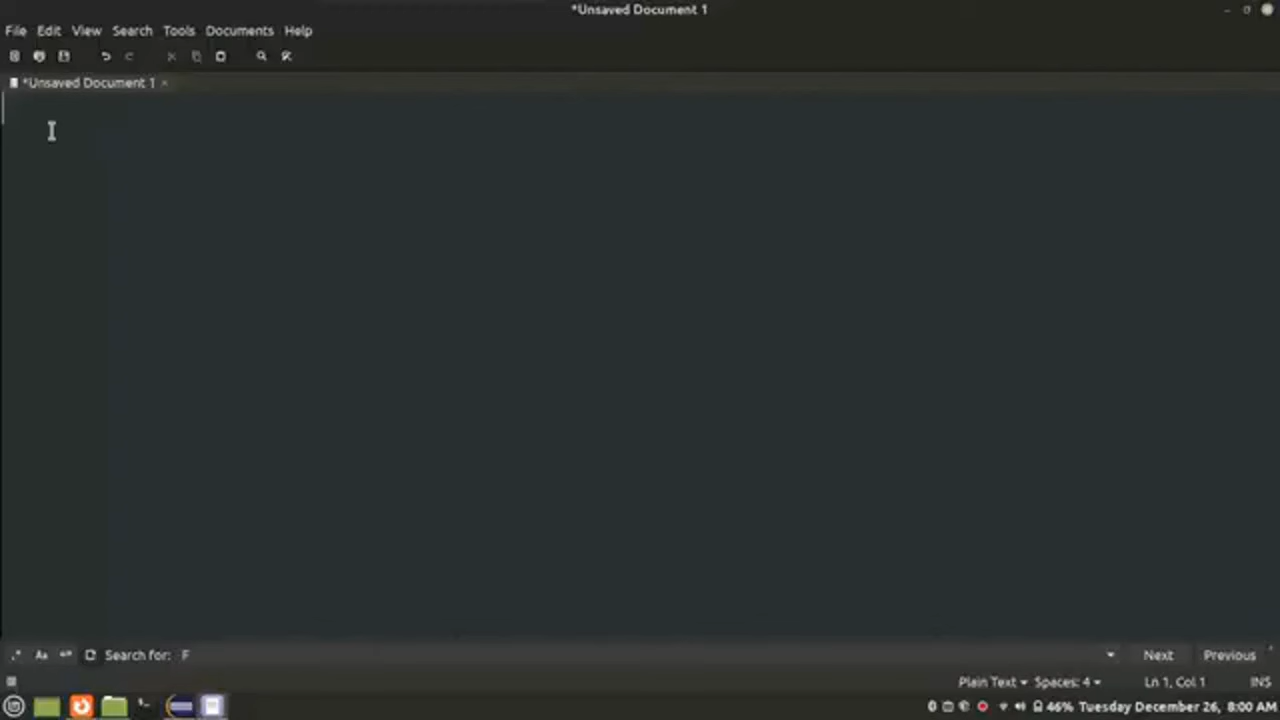 *Unsaved Document 1
File Edit View Search Tools Documents Help
*Unsaved Document 1
Search for: F Next Previous
Plain Text Spaces: 4 Ln 1, Col 1 INS
46% Tuesday December 26, 8:00 AM